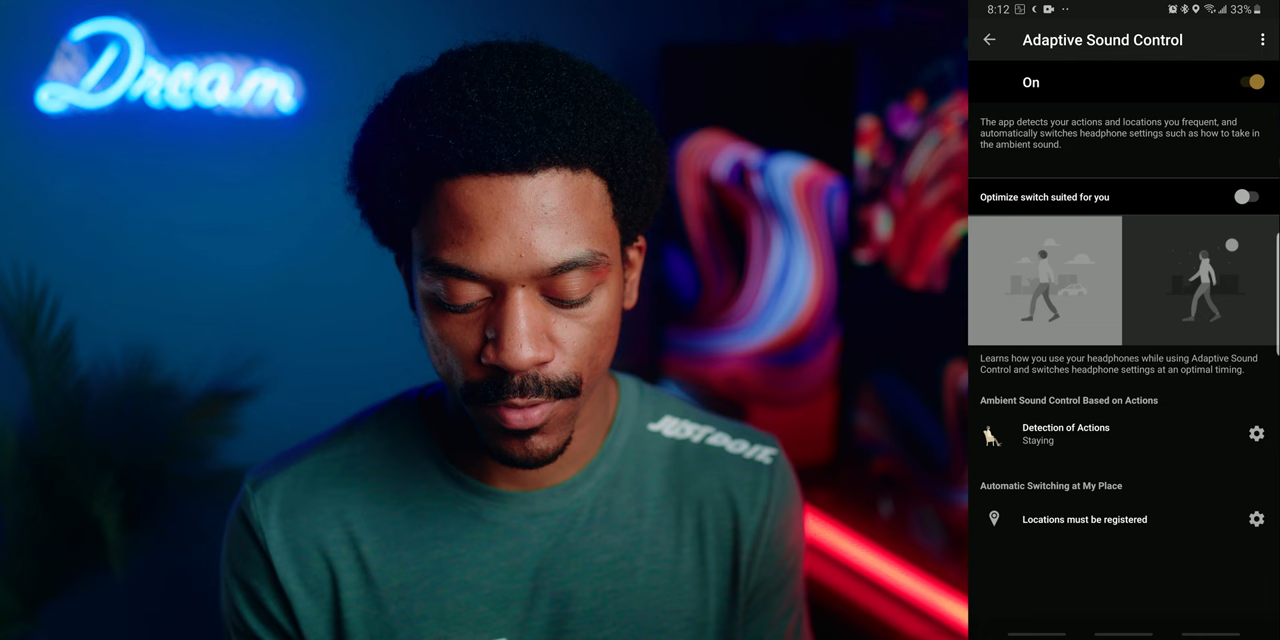 Dream
JUST DO IT.
8:12
33%
Adaptive Sound Control
On
The app detects your actions and locations you frequent, and
automatically switches headphone settings such as how to take in
the ambient sound.
Optimize switch suited for you
Learns how you use your headphones while using Adaptive Sound
Control and switches headphone settings at an optimal timing.
Ambient Sound Control Based on Actions
Detection of Actions
Staying
Automatic Switching at My Place
Locations must be registered